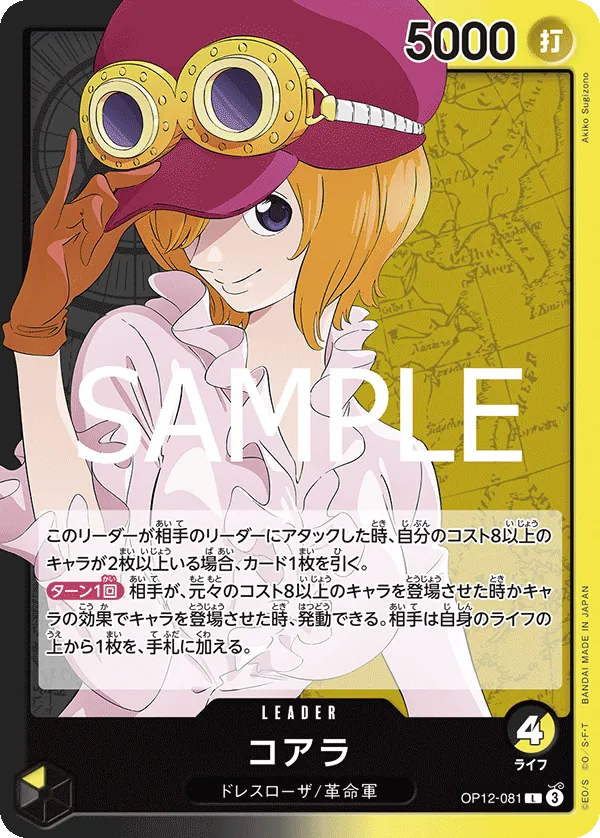 5000 打
Akiko Sugizono
SAMPLE
このリーダーが相手のリーダーにアタックした時、自分のコスト8以上の
キャラが2枚以上いる場合、カード1枚を引く。
ターン1回 相手が、元々のコスト8以上のキャラを登場させた時かキャ
ラの効果でキャラを登場させた時、発動できる。相手は自身のライフの
上から1枚を、手札に加える。
LEADER
コアラ
ドレスローザ/革命軍
4
ライフ
OP12-081 L 3
©E.O/S ©O/S・F・T BANDAI MADE IN JAPAN